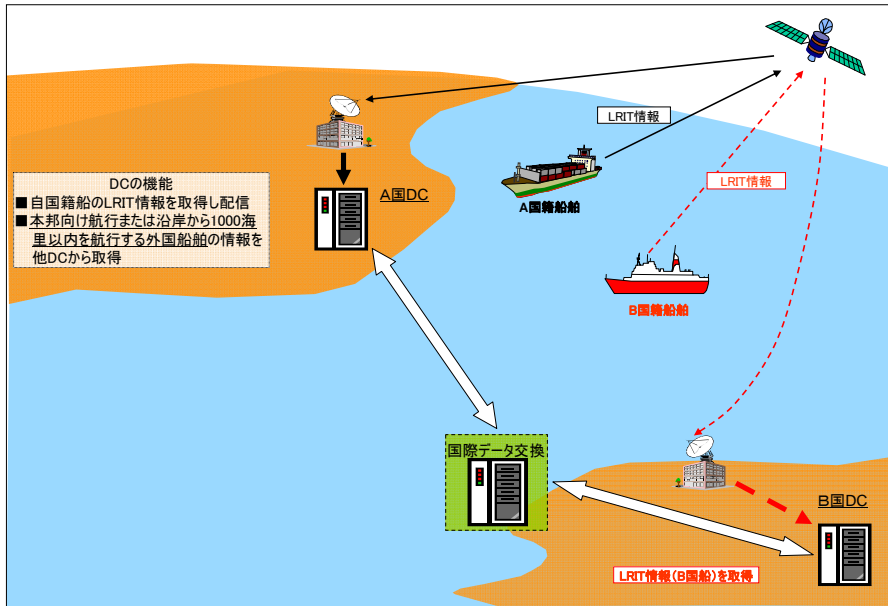 LRIT情報
DCの機能
■ 自国籍船のLRIT情報を取得し配信
■ 本邦向け航行または沿岸から1000海
里以内を航行する外国船舶の情報を
他DCから取得
A国DC
A国籍船舶
LRIT情報
B国籍船舶
国際データ交換
B国DC
LRIT情報(B国船)を取得